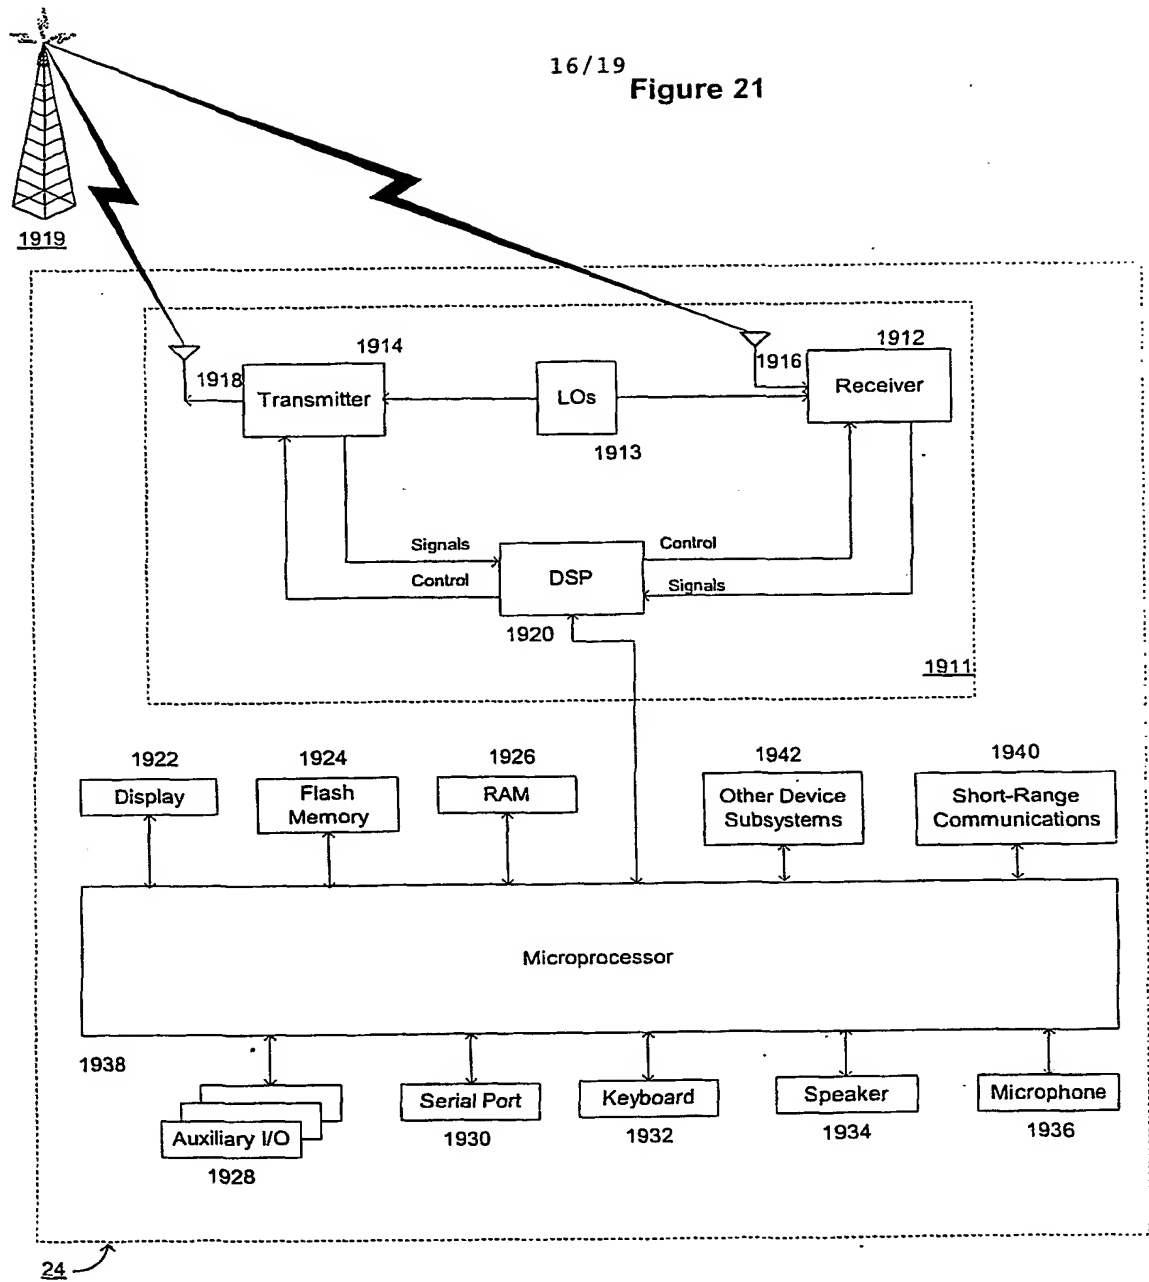 16/19
Figure 21
1919
1914
1912
1918
1916
Transmitter
LOs
Receiver
1913
Signals
Control
Control
DSP
Signals
1920
1911
1922
1924
1926
1942
1940
Display
Flash
Memory
RAM
Other Device
Subsystems
Short-Range
Communications
Microprocessor
1938
Auxiliary I/O
1928
Serial Port
1930
Keyboard
1932
Speaker
1934
Microphone
1936
24